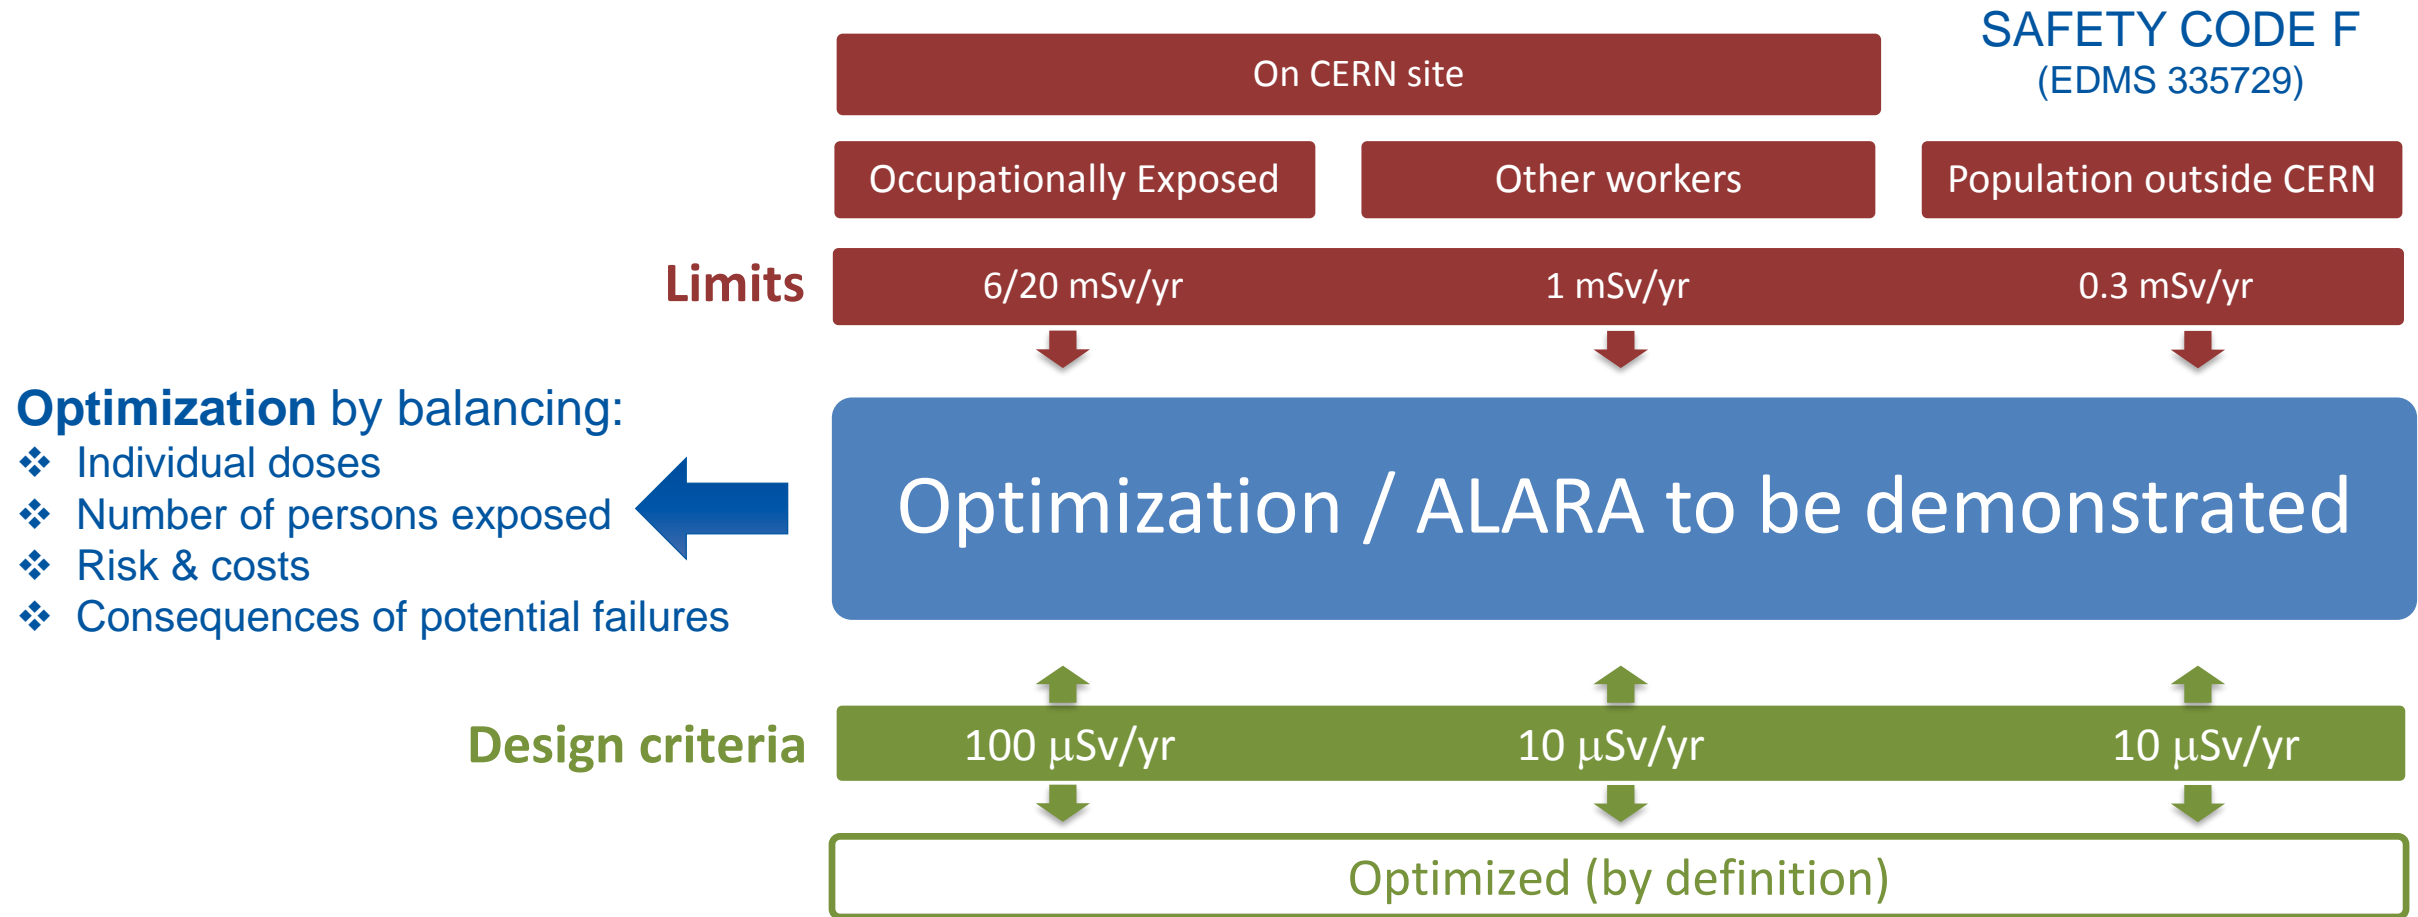 SAFETY CODE F
(EDMS 335729)
On CERN site
Occupationally Exposed
Other workers
Population outside CERN
Limits
6/20 mSv/yr
1 mSv/yr
0.3 mSv/yr
Optimization by balancing:
❖ Individual doses
❖ Number of persons exposed
❖ Risk & costs
❖ Consequences of potential failures
Optimization / ALARA to be demonstrated
Design criteria
100 μSv/yr
10 μSv/yr
10 μSv/yr
Optimized (by definition)